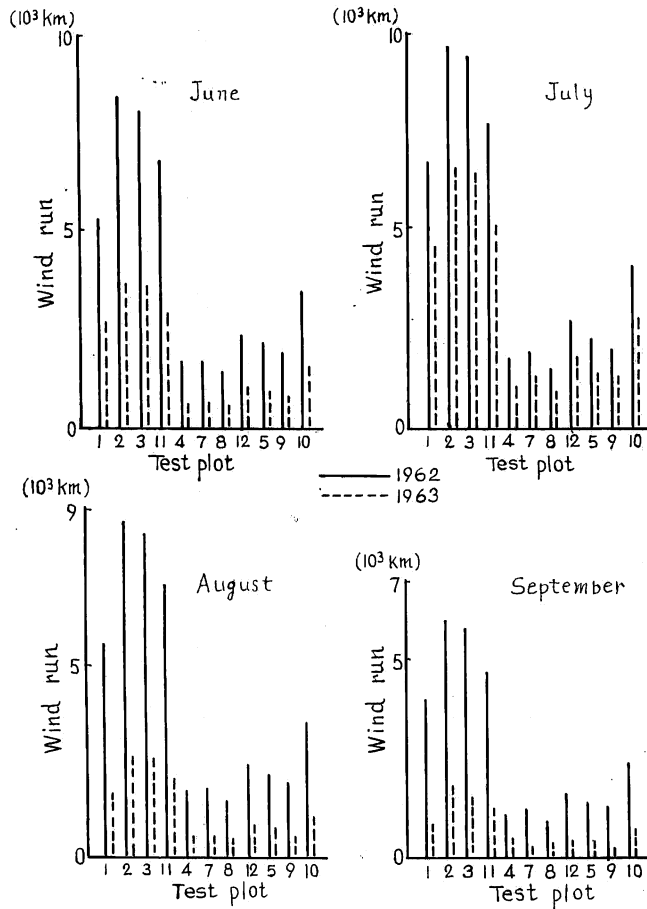 (10³ km)
10
5
0
Wind run
June
1 2 3 11 4 7 8 12 5 9 10
Test plot
(10³ km)
10
5
0
Wind run
July
1 2 3 11 4 7 8 12 5 9 10
Test plot
1962
1963
(10³ km)
9
5
0
Wind run
August
1 2 3 11 4 7 8 12 5 9 10
Test plot
(10³ km)
7
5
0
Wind run
September
1 2 3 11 4 7 8 12 5 9 10
Test plot